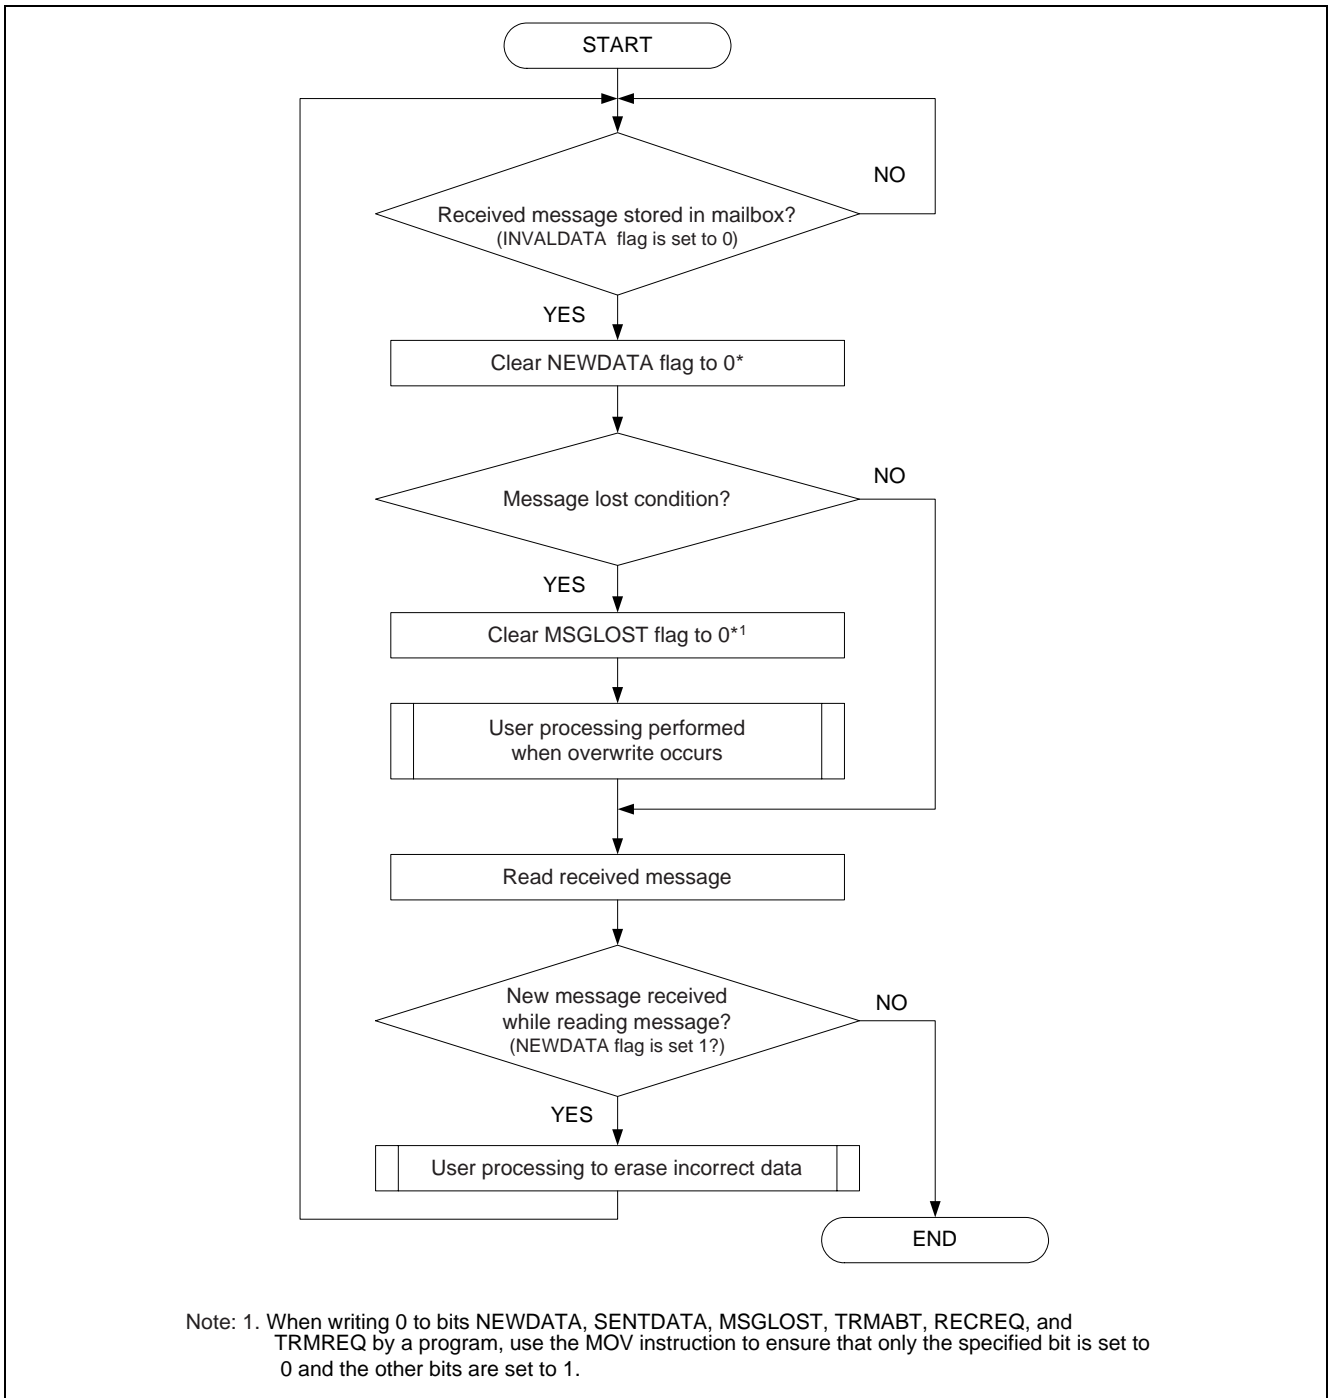 START
NO
Received message stored in mailbox?
(INVALDATA flag is set to 0)
YES
Clear NEWDATA flag to 0*
NO
Message lost condition?
YES
Clear MSGLOST flag to 0*1
User processing performed
when overwrite occurs
Read received message
New message received
while reading message?
(NEWDATA flag is set 1?)
NO
YES
User processing to erase incorrect data
END
Note: 1. When writing 0 to bits NEWDATA, SENTDATA, MSGLOST, TRMABT, RECREQ, and
TRMREQ by a program, use the MOV instruction to ensure that only the specified bit is set to
0 and the other bits are set to 1.